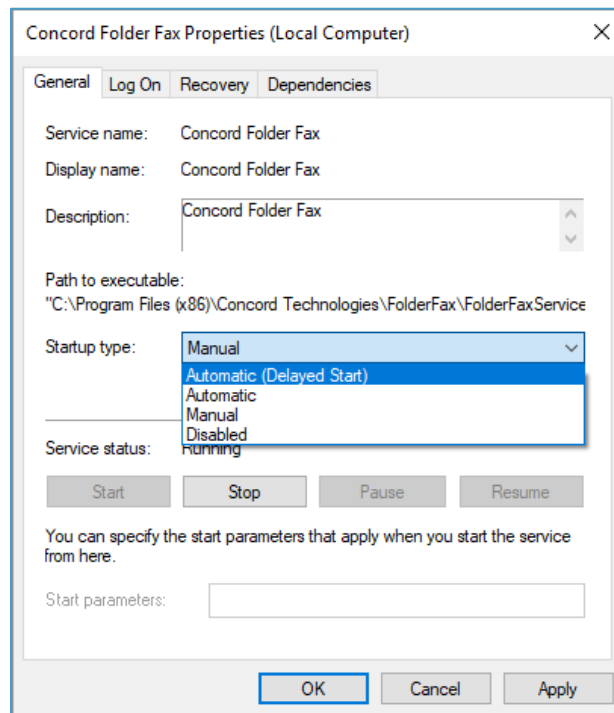 Concord Folder Fax Properties (Local Computer)
General Log On Recovery Dependencies
Service name: Concord Folder Fax
Display name: Concord Folder Fax
Description: Concord Folder Fax
Path to executable:
"C:\Program Files (x86)\Concord Technologies\FolderFax\FolderFaxService
Startup type: Manual
Automatic (Delayed Start)
Automatic
Manual
Disabled
Service status: Running
Start Stop Pause Resume
You can specify the start parameters that apply when you start the service
from here.
Start parameters:
OK Cancel Apply